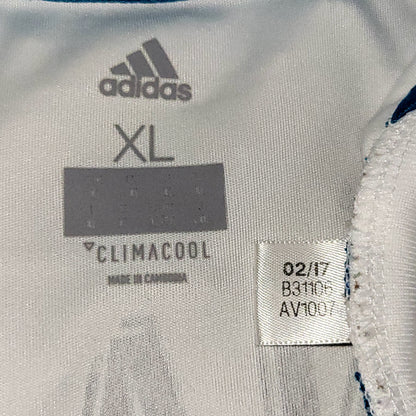 adidas
XL
CLIMACOOL
MADE IN CAMBODIA
02/17
B31106
AV1007